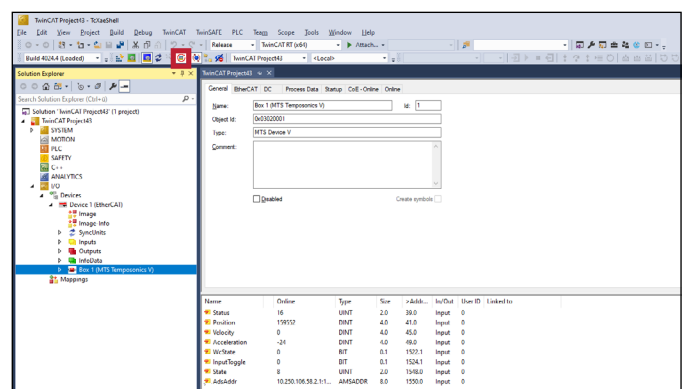 TwinCAT Project43 - TcXaeShell
File Edit View Project Build Debug TwinCAT TwinSAFE PLC Team Scope Tools Window Help
Release TwinCAT RT (x64) Attach...
Build 4024.4 (Loaded) TwinCAT Project43 <Local>
Solution Explorer
Search Solution Explorer (Ctrl+ü)
Solution 'TwinCAT Project43' (1 project)
TwinCAT Project43
SYSTEM
MOTION
PLC
SAFETY
C++
ANALYTICS
I/O
Devices
Device 1 (EtherCAT)
Image
Image-Info
SyncUnits
Inputs
Outputs
InfoData
Box 1 (MTS Temposonics V)
Mappings
TwinCAT Project43
General EtherCAT DC Process Data Startup CoE - Online Online
Name: Box 1 (MTS Temposonics V) Id: 1
Object Id: 0x03020001
Type: MTS Device V
Comment:
Disabled Create symbols
Name Online Type Size >Addr... In/Out User ID Linked to
Status 16 UINT 2.0 39.0 Input 0
Position 159552 DINT 4.0 41.0 Input 0
Velocity 0 DINT 4.0 45.0 Input 0
Acceleration -24 DINT 4.0 49.0 Input 0
WcState 0 BIT 0.1 1522.1 Input 0
InputToggle 0 BIT 0.1 1524.1 Input 0
State 8 UINT 2.0 1548.0 Input 0
AdsAddr 10.250.106.58.2.1:1... AMSADDR 8.0 1550.0 Input 0